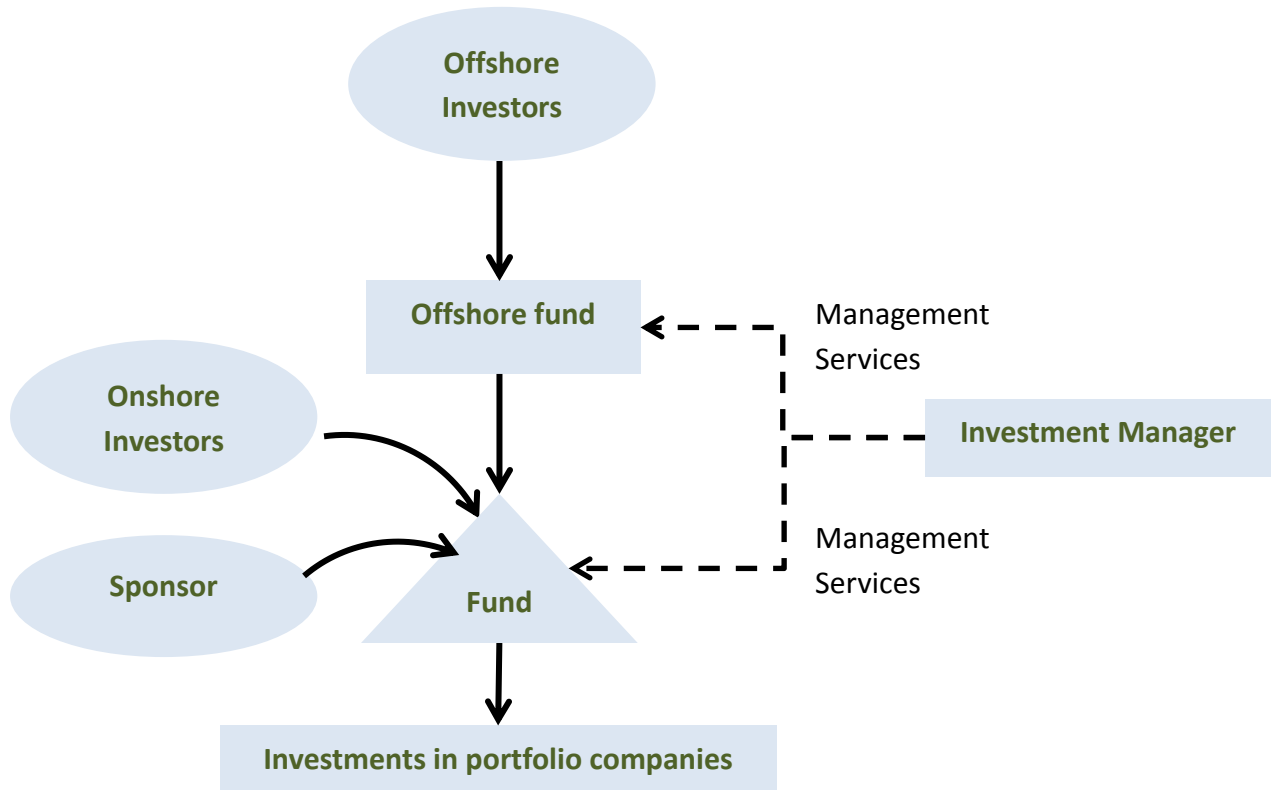 Offshore
Investors
Offshore fund
Management
Services
Onshore
Investors
Investment Manager
Sponsor
Management
Services
Fund
Investments in portfolio companies